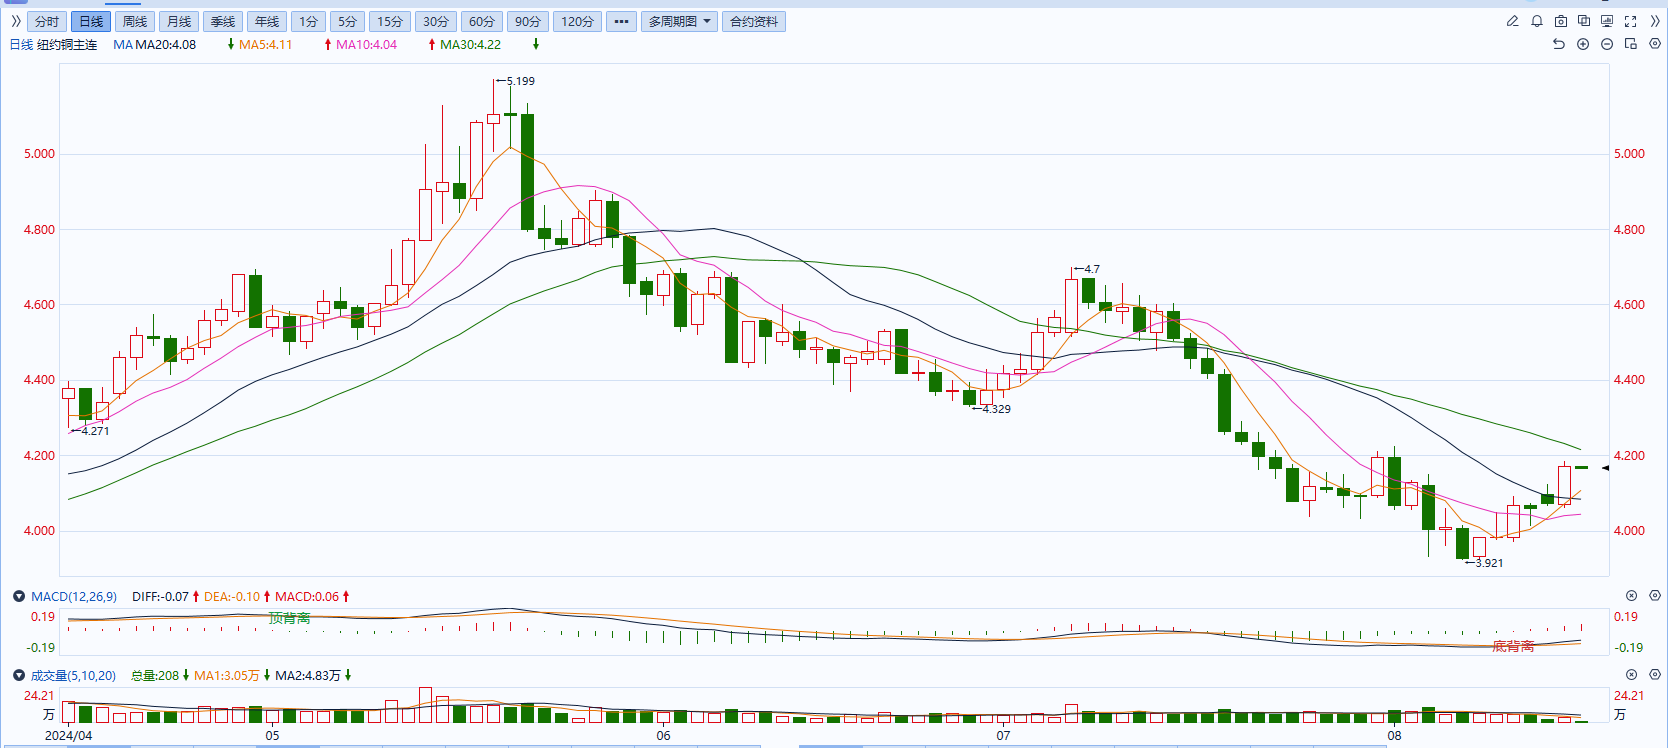 分时 日线 周线 月线 季线 年线 1分 5分 15分 30分 60分 90分 120分 ••• 多周期图 合约资料
日线 纽约铜主连 MA MA20:4.08 MA5:4.11 MA10:4.04 MA30:4.22
←5.199
5.000 5.000
4.800 4.800
←4.7
4.600 4.600
4.400 4.400
←4.329
←4.271
4.200 4.200
4.000 4.000
←3.921
MACD(12,26,9) DIFF:-0.07 DEA:-0.10 MACD:0.06
0.19 顶背离 0.19
-0.19 底背离 -0.19
成交量(5,10,20) 总量:208 MA1:3.05万 MA2:4.83万
24.21 24.21
万 万
2024/04 05 06 07 08